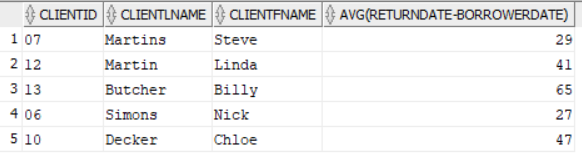 CLIENTID CLIENTLNAME CLIENTFNAME AVG(RETURNDATE-BORROWERDATE)
1 07 Martins Steve 29
2 12 Martin Linda 41
3 13 Butcher Billy 65
4 06 Simons Nick 27
5 10 Decker Chloe 47